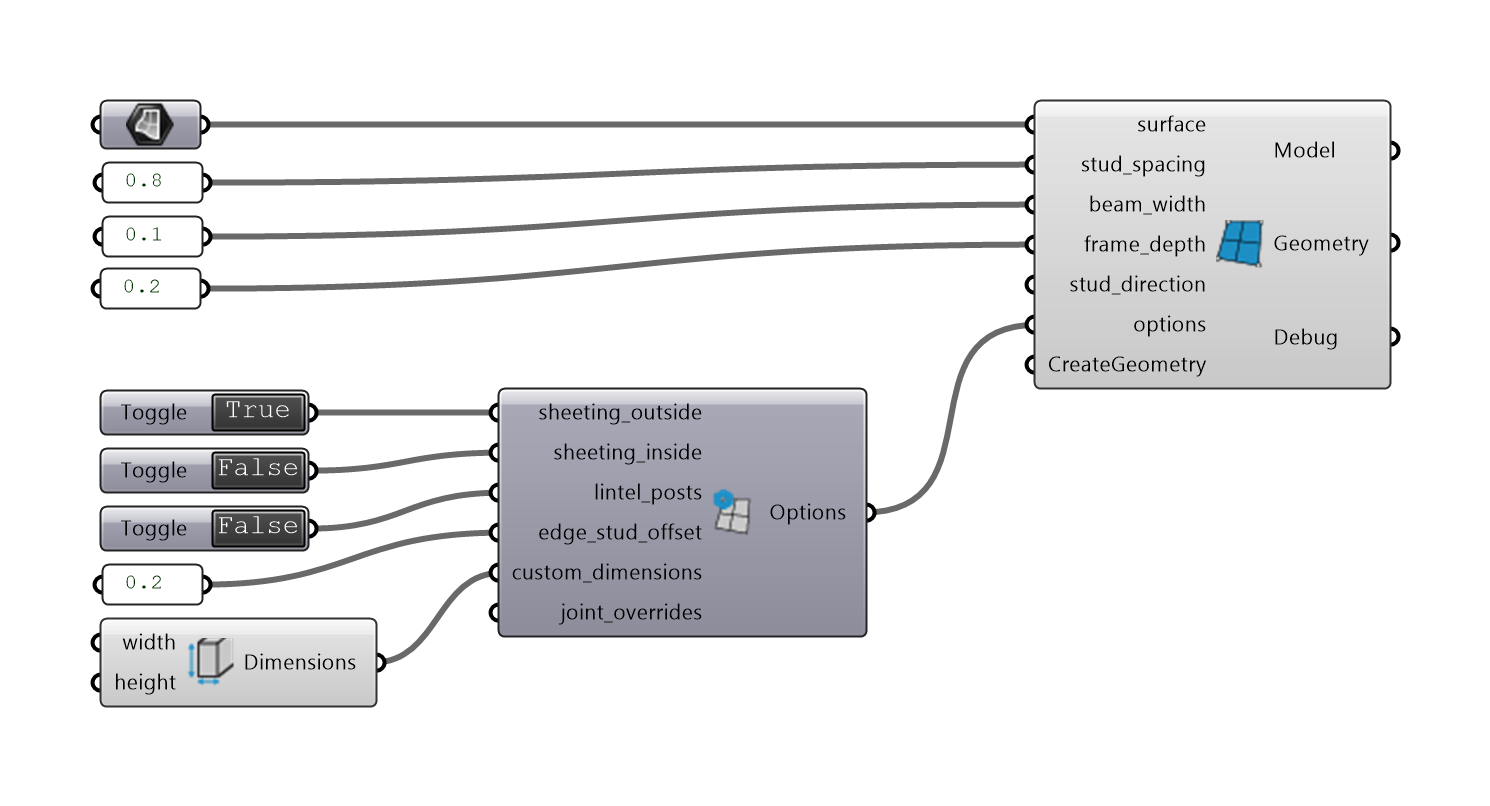 0.8
0.1
0.2
surface
stud_spacing
beam_width
frame_depth
stud_direction
options
CreateGeometry
Model
Geometry
Debug
Toggle True
Toggle False
Toggle False
0.2
width
height
Dimensions
sheeting_outside
sheeting_inside
lintel_posts
edge_stud_offset
custom_dimensions
joint_overrides
Options